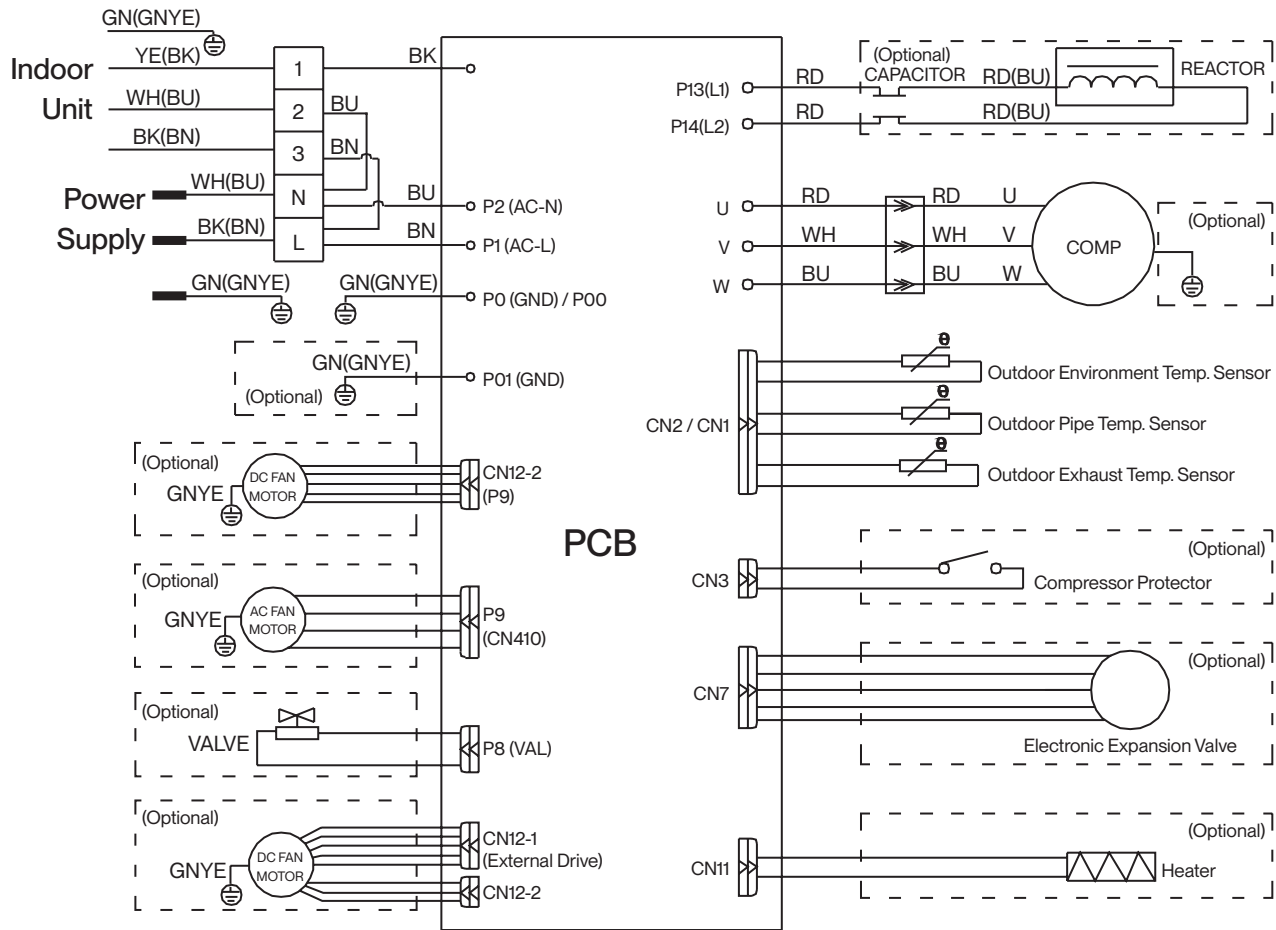 GN(GNYE)
Indoor
Unit
YE(BK)
WH(BU)
BK(BN)
1
2
3
N
L
BK
BU
BN
Power
Supply
WH(BU)
BK(BN)
BU
BN
P2 (AC-N)
P1 (AC-L)
GN(GNYE)
GN(GNYE)
P0 (GND) / P00
GN(GNYE)
(Optional)
P01 (GND)
(Optional)
DC FAN
MOTOR
GNYE
CN12-2
(P9)
(Optional)
AC FAN
MOTOR
GNYE
P9
(CN410)
(Optional)
VALVE
P8 (VAL)
(Optional)
DC FAN
MOTOR
GNYE
CN12-1
(External Drive)
CN12-2
PCB
P13(L1)
P14(L2)
RD
RD
(Optional)
CAPACITOR
RD(BU)
RD(BU)
REACTOR
U
V
W
RD
WH
BU
RD
WH
BU
U
V
W
COMP
(Optional)
CN2 / CN1
θ
Outdoor Environment Temp. Sensor
θ
Outdoor Pipe Temp. Sensor
θ
Outdoor Exhaust Temp. Sensor
CN3
(Optional)
Compressor Protector
CN7
(Optional)
Electronic Expansion Valve
CN11
(Optional)
Heater